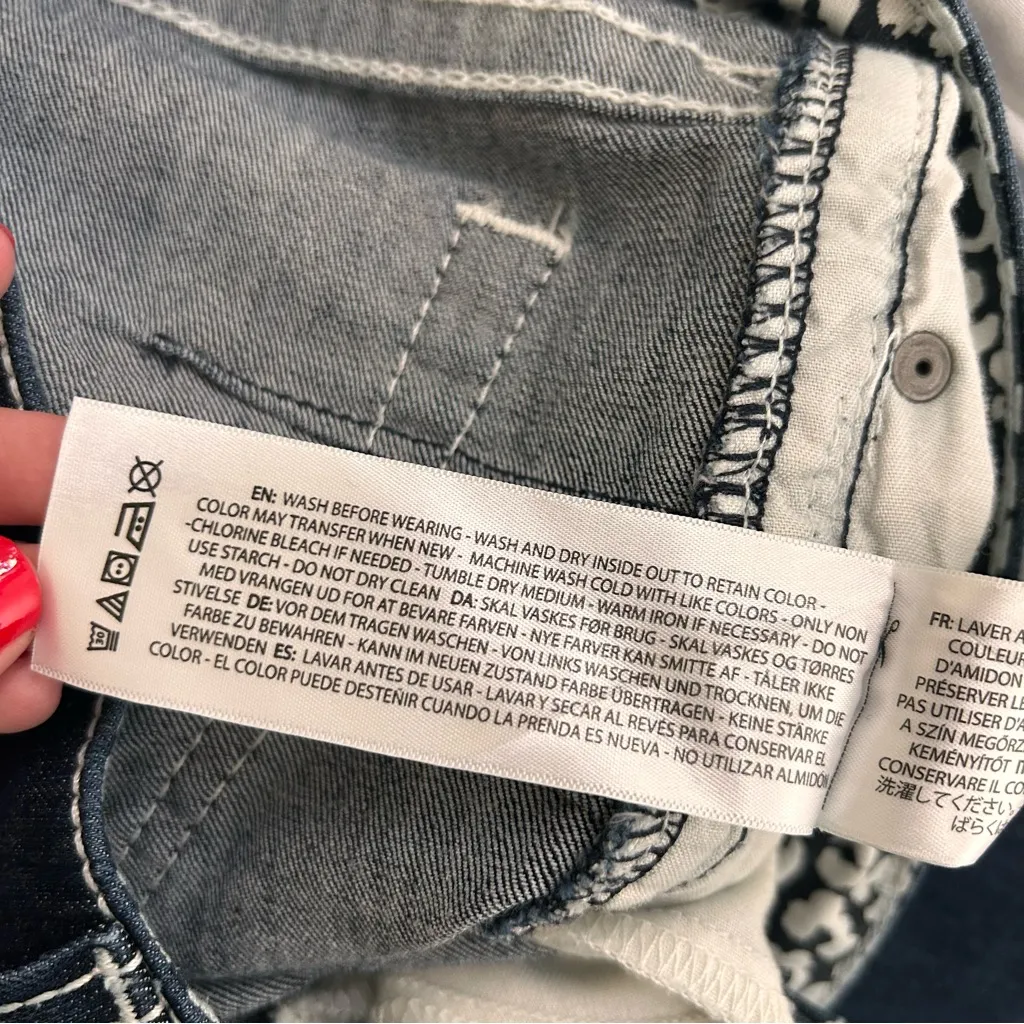 EN: WASH BEFORE WEARING - WASH AND DRY INSIDE OUT TO RETAIN COLOR -
COLOR MAY TRANSFER WHEN NEW - MACHINE WASH COLD WITH LIKE COLORS - ONLY NON
-CHLORINE BLEACH IF NEEDED - TUMBLE DRY MEDIUM - WARM IRON IF NECESSARY - DO NOT
USE STARCH - DO NOT DRY CLEAN DA: SKAL VASKES FØR BRUG - SKAL VASKES OG TØRRES
MED VRANGEN UD FOR AT BEVARE FARVEN - NYE FARVER KAN SMITTE AF - TÅLER IKKE
STIVELSE DE: VOR DEM TRAGEN WASCHEN - VON LINKS WASCHEN UND TROCKNEN, UM DIE
FARBE ZU BEWAHREN - KANN IM NEUEN ZUSTAND FARBE ÜBERTRAGEN - KEINE STÄRKE
VERWENDEN ES: LAVAR ANTES DE USAR - LAVAR Y SECAR AL REVÉS PARA CONSERVAR EL
COLOR - EL COLOR PUEDE DESTEÑIR CUANDO LA PRENDA ES NUEVA - NO UTILIZAR ALMIDÓN
FR: LAVER A
COULEUR
D'AMIDON
PRÉSERVER LE
PAS UTILISER D'A
A SZÍN MEGŐRZ
KEMÉNYÍTŐT
CONSERVARE IL CO
洗濯してください
ばらく